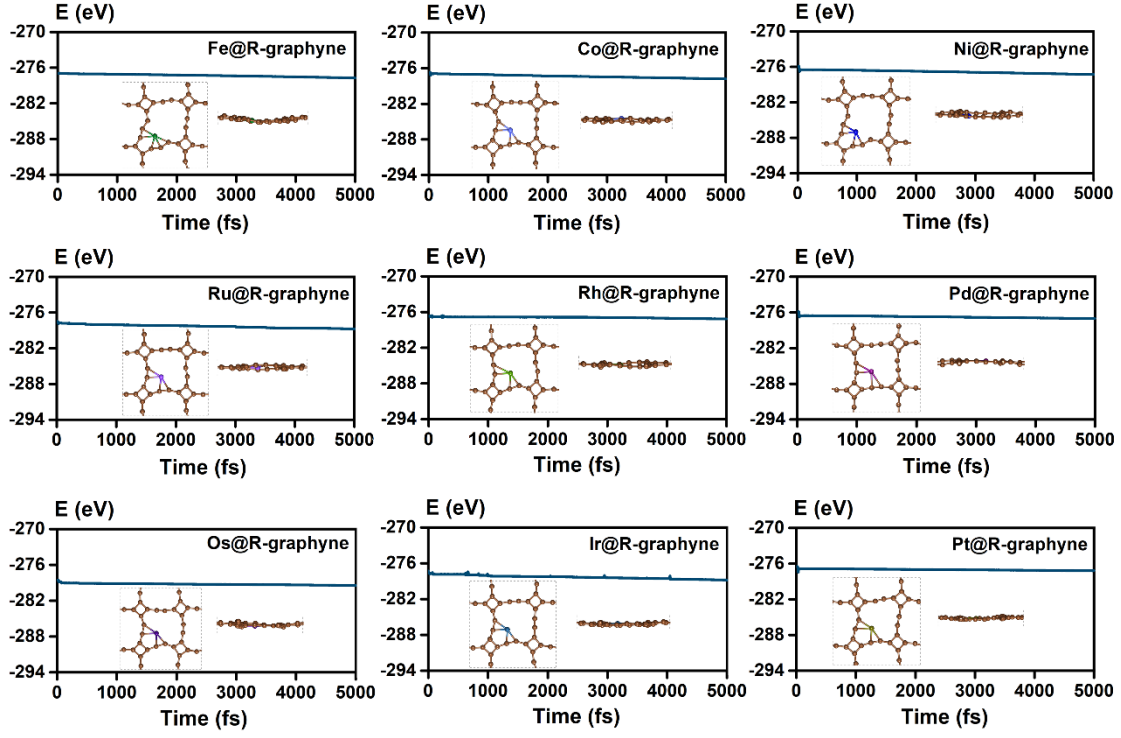 E (eV)
Fe@R-graphyne
-270
-276
-282
-288
-294
0 1000 2000 3000 4000 5000
Time (fs)
E (eV)
Co@R-graphyne
-270
-276
-282
-288
-294
0 1000 2000 3000 4000 5000
Time (fs)
E (eV)
Ni@R-graphyne
-270
-276
-282
-288
-294
0 1000 2000 3000 4000 5000
Time (fs)
E (eV)
Ru@R-graphyne
-270
-276
-282
-288
-294
0 1000 2000 3000 4000 5000
Time (fs)
E (eV)
Rh@R-graphyne
-270
-276
-282
-288
-294
0 1000 2000 3000 4000 5000
Time (fs)
E (eV)
Pd@R-graphyne
-270
-276
-282
-288
-294
0 1000 2000 3000 4000 5000
Time (fs)
E (eV)
Os@R-graphyne
-270
-276
-282
-288
-294
0 1000 2000 3000 4000 5000
Time (fs)
E (eV)
Ir@R-graphyne
-270
-276
-282
-288
-294
0 1000 2000 3000 4000 5000
Time (fs)
E (eV)
Pt@R-graphyne
-270
-276
-282
-288
-294
0 1000 2000 3000 4000 5000
Time (fs)